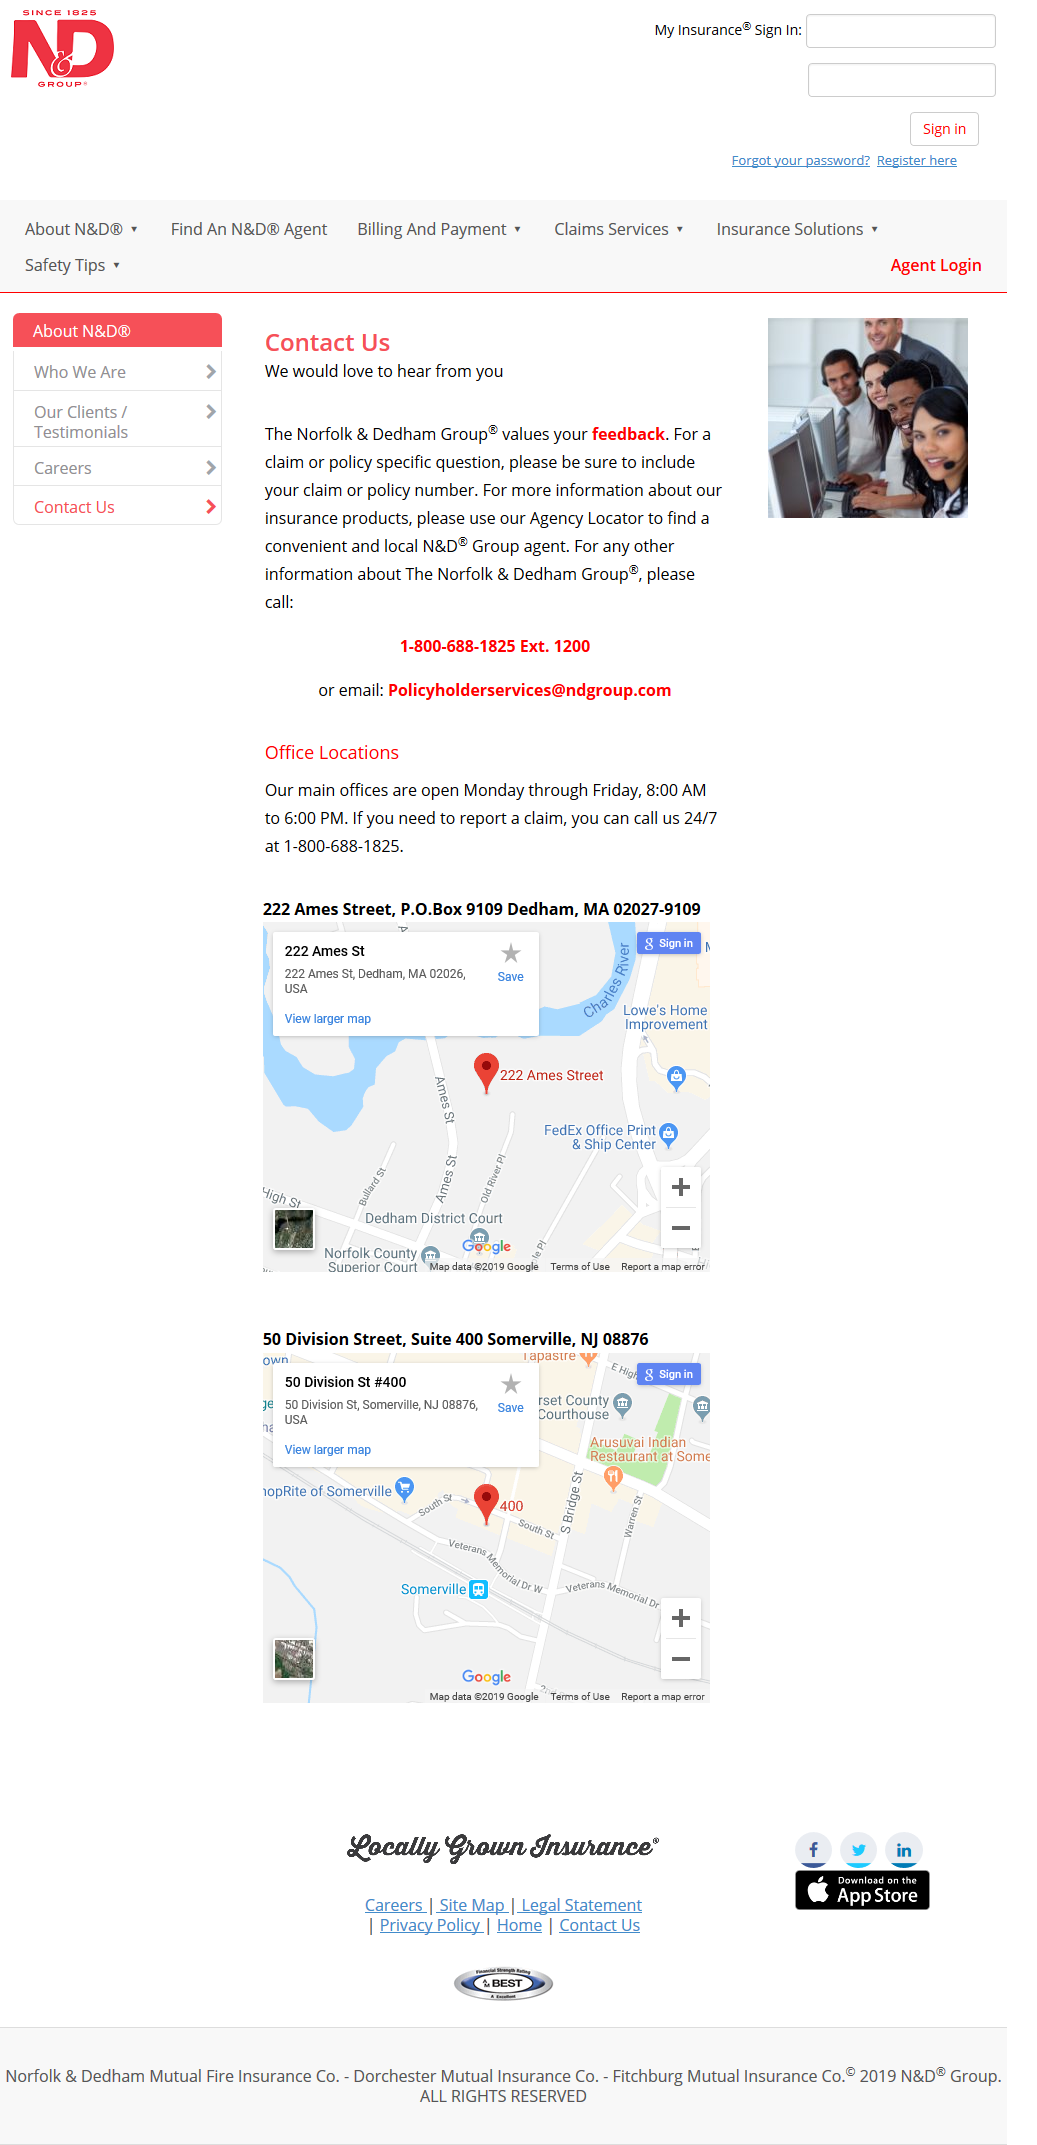 SINCE 1825
N&D
GROUP®
My Insurance® Sign In:
Sign in
Forgot your password? Register here
About N&D® ▼ Find An N&D® Agent Billing And Payment ▼ Claims Services ▼ Insurance Solutions ▼
Safety Tips ▼ Agent Login
About N&D®
Who We Are
Our Clients /
Testimonials
Careers
Contact Us
Contact Us
We would love to hear from you
The Norfolk & Dedham Group® values your feedback. For a
claim or policy specific question, please be sure to include
your claim or policy number. For more information about our
insurance products, please use our Agency Locator to find a
convenient and local N&D® Group agent. For any other
information about The Norfolk & Dedham Group®, please
call:
1-800-688-1825 Ext. 1200
or email: Policyholderservices@ndgroup.com
Office Locations
Our main offices are open Monday through Friday, 8:00 AM
to 6:00 PM. If you need to report a claim, you can call us 24/7
at 1-800-688-1825.
222 Ames Street, P.O.Box 9109 Dedham, MA 02027-9109
222 Ames St
222 Ames St, Dedham, MA 02026,
USA
Save
View larger map
Sign in
Charles River
Lowe's Home
Improvement
222 Ames Street
Ames St
FedEx Office Print
& Ship Center
Ames St
Bullard St
Old River Pl
High St
Dedham District Court
Norfolk County
Superior Court
Google
Map data ©2019 Google Terms of Use Report a map error
50 Division Street, Suite 400 Somerville, NJ 08876
50 Division St #400
50 Division St, Somerville, NJ 08876,
USA
Save
View larger map
Tapastre
own
E High
Sign in
rset County
Courthouse
Arusuvai Indian
Restaurant at Some
hopRite of Somerville
400
South St
South St
S Bridge St
Warren St
Veterans Memorial Dr W
Veterans Memorial Dr
Somerville
Google
Map data ©2019 Google Terms of Use Report a map error
Locally Grown Insurance®
Download on the
App Store
Careers | Site Map | Legal Statement
| Privacy Policy | Home | Contact Us
Financial Strength Rating
AM BEST
A Excellent
Norfolk & Dedham Mutual Fire Insurance Co. - Dorchester Mutual Insurance Co. - Fitchburg Mutual Insurance Co.© 2019 N&D® Group.
ALL RIGHTS RESERVED